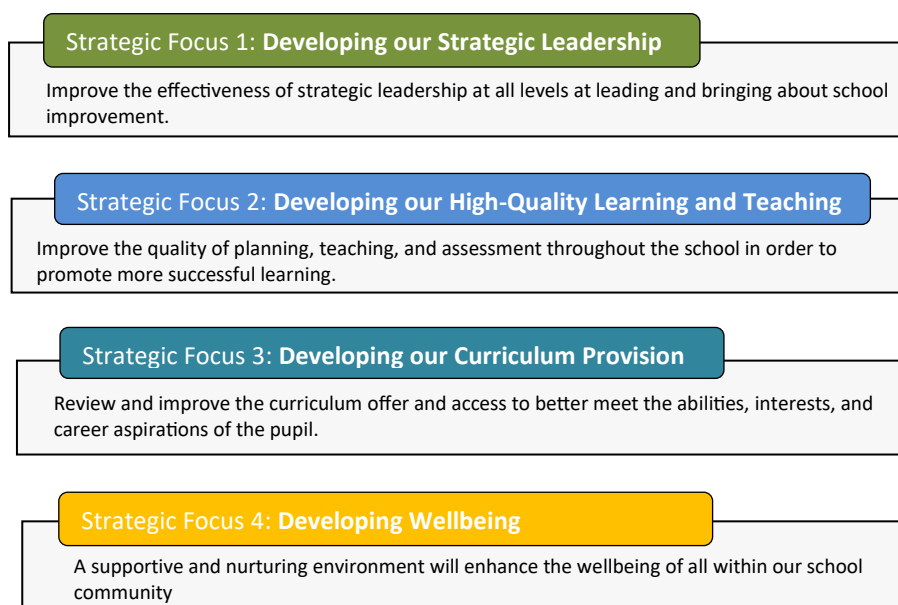 Strategic Focus 1: Developing our Strategic Leadership
Improve the effectiveness of strategic leadership at all levels at leading and bringing about school
improvement.
Strategic Focus 2: Developing our High-Quality Learning and Teaching
Improve the quality of planning, teaching, and assessment throughout the school in order to
promote more successful learning.
Strategic Focus 3: Developing our Curriculum Provision
Review and improve the curriculum offer and access to better meet the abilities, interests, and
career aspirations of the pupil.
Strategic Focus 4: Developing Wellbeing
A supportive and nurturing environment will enhance the wellbeing of all within our school
community